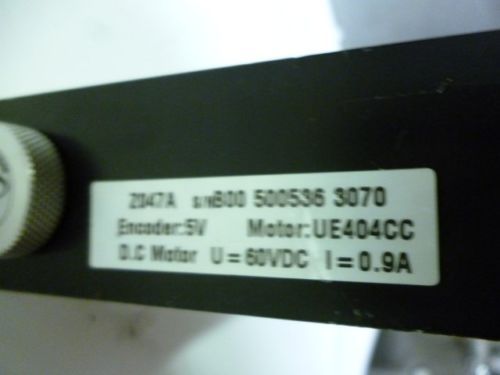 Z047A S/NB00 500536 3070
Encoder:5V Motor:UE404CC
D.C Motor U=60VDC I=0.9A